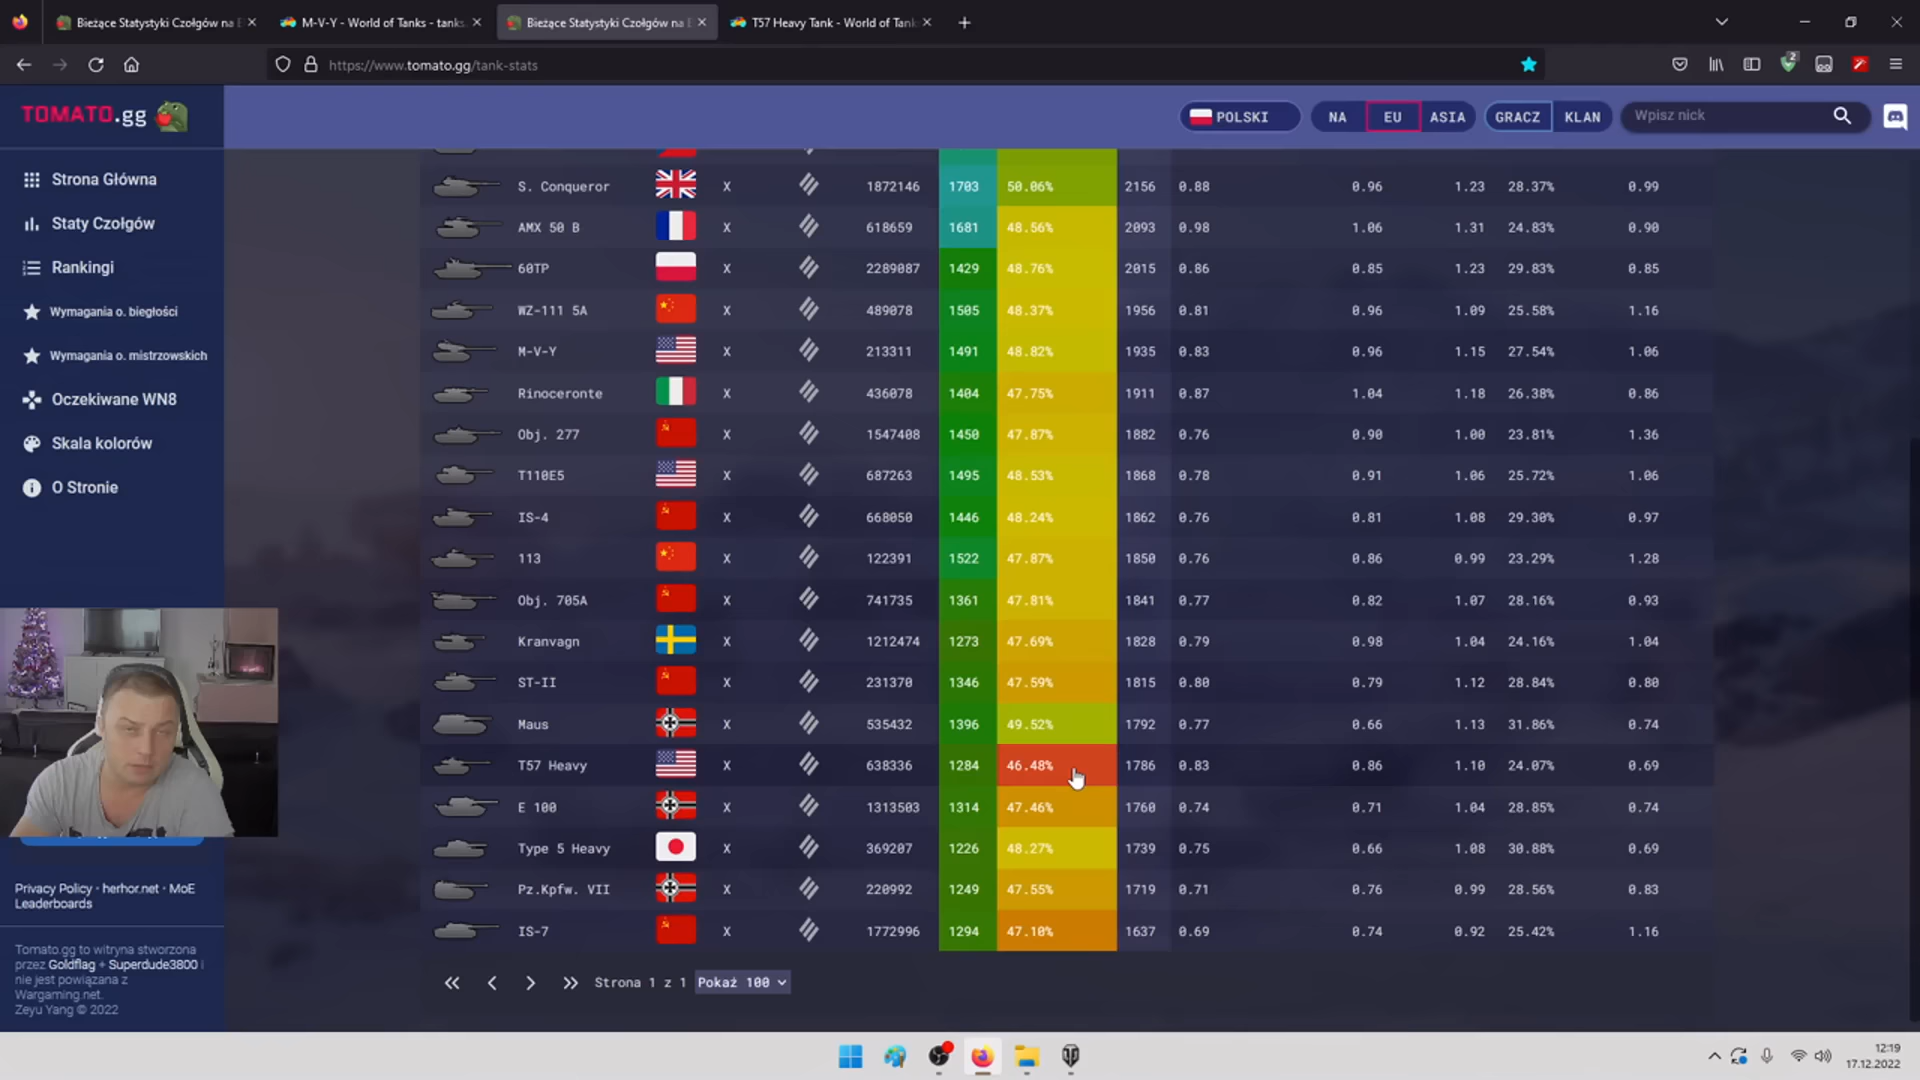 Bieżące Statystyki Czołgów na E
M-V-Y - World of Tanks - tanks.
Bieżące Statystyki Czołgów na E
T57 Heavy Tank - World of Tank
https://www.tomato.gg/tank-stats
2
TOMATO.gg
POLSKI
NA EU ASIA
GRACZ KLAN
Wpisz nick
Strona Główna
Staty Czołgów
Rankingi
Wymagania o. biegłości
Wymagania o. mistrzowskich
Oczekiwane WN8
Skala kolorów
O Stronie
S. Conqueror X 1872146 1703 50.06% 2156 0.88 0.96 1.23 28.37% 0.99
AMX 50 B X 618659 1681 48.56% 2093 0.98 1.06 1.31 24.83% 0.90
60TP X 2289087 1429 48.76% 2015 0.86 0.85 1.23 29.83% 0.85
WZ-111 5A X 489078 1505 48.37% 1956 0.81 0.96 1.09 25.58% 1.16
M-V-Y X 213311 1491 48.82% 1935 0.83 0.96 1.15 27.54% 1.06
Rinoceronte X 436078 1404 47.75% 1911 0.87 1.04 1.18 26.38% 0.86
Obj. 277 X 1547408 1450 47.87% 1882 0.76 0.90 1.00 23.81% 1.36
T110E5 X 687263 1495 48.53% 1868 0.78 0.91 1.06 25.72% 1.06
IS-4 X 668050 1446 48.24% 1862 0.76 0.81 1.08 29.30% 0.97
113 X 122391 1522 47.87% 1850 0.76 0.86 0.99 23.29% 1.28
Obj. 705A X 741735 1361 47.81% 1841 0.77 0.82 1.07 28.16% 0.93
Kranvagn X 1212474 1273 47.69% 1828 0.79 0.98 1.04 24.16% 1.04
ST-II X 231370 1346 47.59% 1815 0.80 0.79 1.12 28.84% 0.80
Maus X 535432 1396 49.52% 1792 0.77 0.66 1.13 31.86% 0.74
T57 Heavy X 638336 1284 46.48% 1786 0.83 0.86 1.10 24.07% 0.69
E 100 X 1313503 1314 47.46% 1760 0.74 0.71 1.04 28.85% 0.74
Type 5 Heavy X 369207 1226 48.27% 1739 0.75 0.66 1.08 30.88% 0.69
Pz.Kpfw. VII X 220992 1249 47.55% 1719 0.71 0.76 0.99 28.56% 0.83
IS-7 X 1772996 1294 47.10% 1637 0.69 0.74 0.92 25.42% 1.16
Strona 1 z 1 Pokaż 100
Privacy Policy • herhor.net • MoE
Leaderboards
Tomato.gg to witryna stworzona
przez Goldflag + Superdude3800 i
nie jest powiązana z
Wargaming.net.
Zeyu Yang © 2022
12:19
17.12.2022